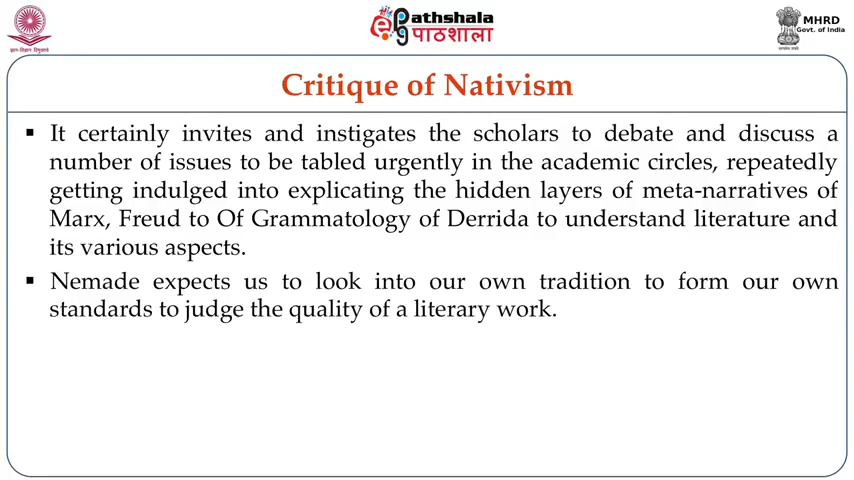 ePathshala
पाठशाला
MHRD
Govt. of India
Critique of Nativism
▪ It certainly invites and instigates the scholars to debate and discuss a
number of issues to be tabled urgently in the academic circles, repeatedly
getting indulged into explicating the hidden layers of meta-narratives of
Marx, Freud to Of Grammatology of Derrida to understand literature and
its various aspects.
▪ Nemade expects us to look into our own tradition to form our own
standards to judge the quality of a literary work.